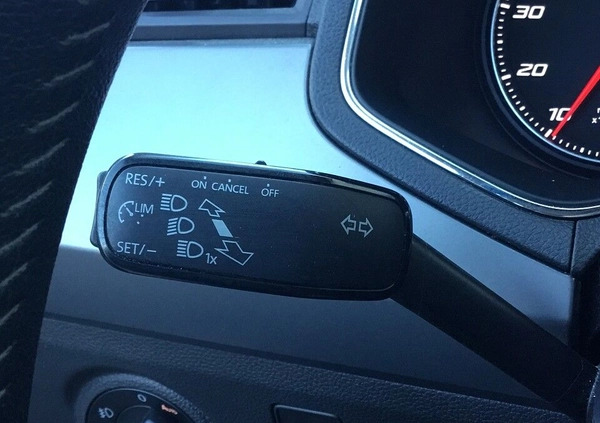 30
20
10
RES/+
ON CANCEL OFF
LIM
SET/-
1x